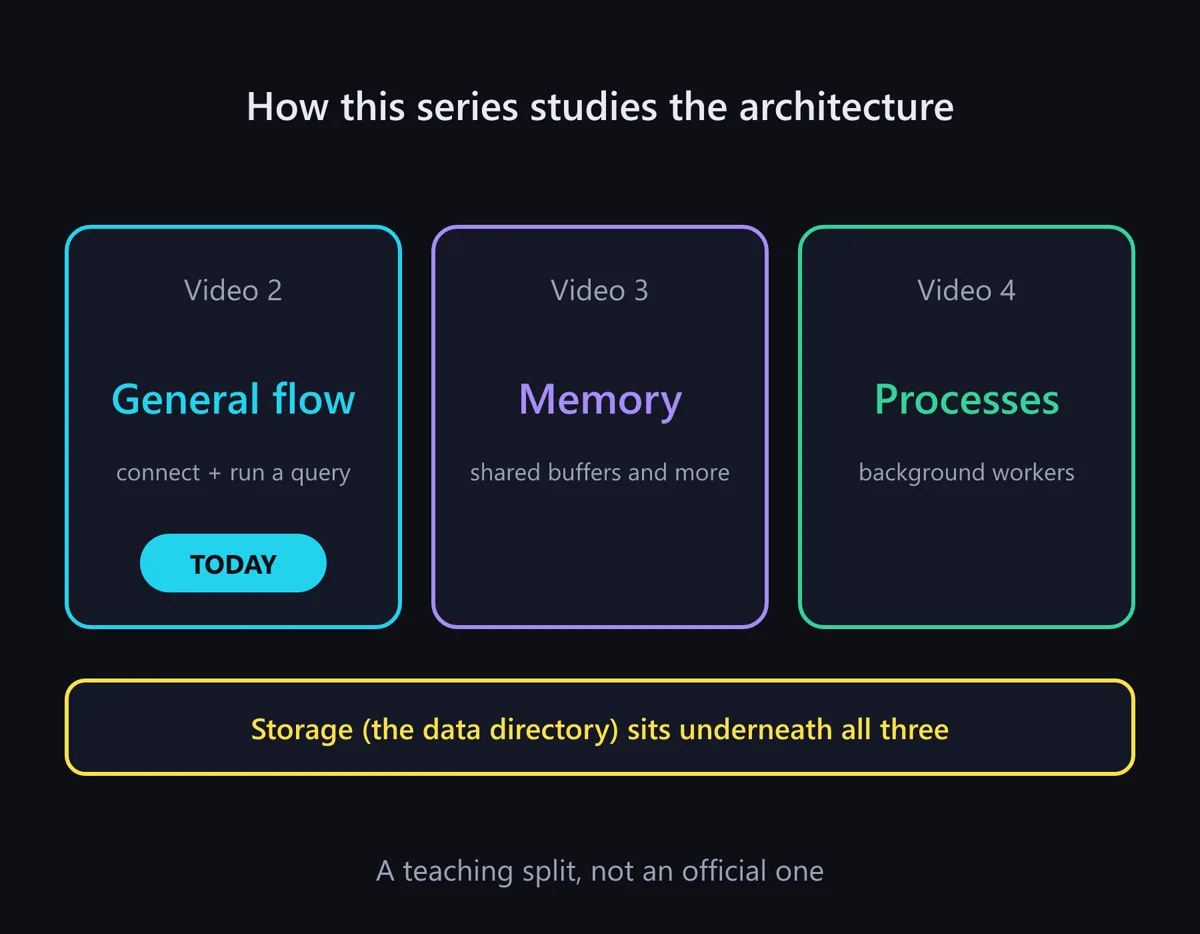 How this series studies the architecture
Video 2
General flow
connect + run a query
TODAY
Video 3
Memory
shared buffers and more
Video 4
Processes
background workers
Storage (the data directory) sits underneath all three
A teaching split, not an official one